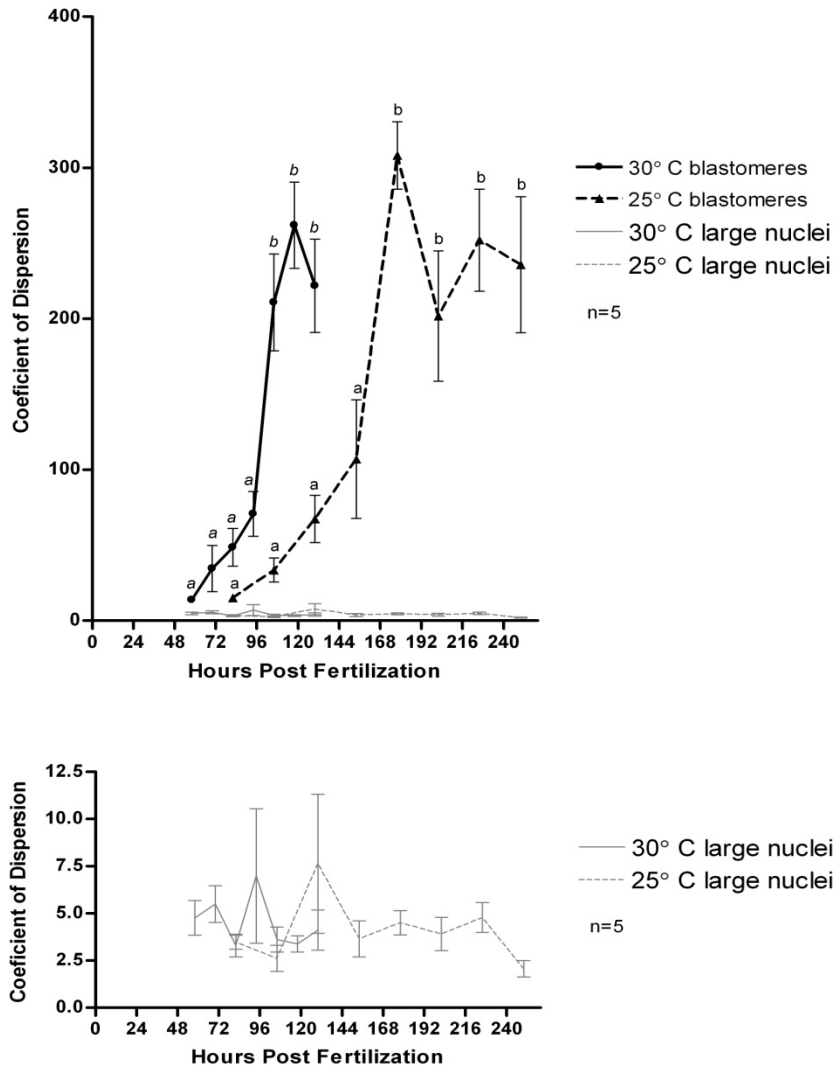 400
300
200
100
0
Coeficient of Dispersion
b
b
b
b
b
b
b
a
a
a
a
a
a
a
a
0 24 48 72 96 120 144 168 192 216 240
Hours Post Fertilization
30° C blastomeres
25° C blastomeres
30° C large nuclei
25° C large nuclei
n=5
12.5
10.0
7.5
5.0
2.5
0.0
Coeficient of Dispersion
0 24 48 72 96 120 144 168 192 216 240
Hours Post Fertilization
30° C large nuclei
25° C large nuclei
n=5